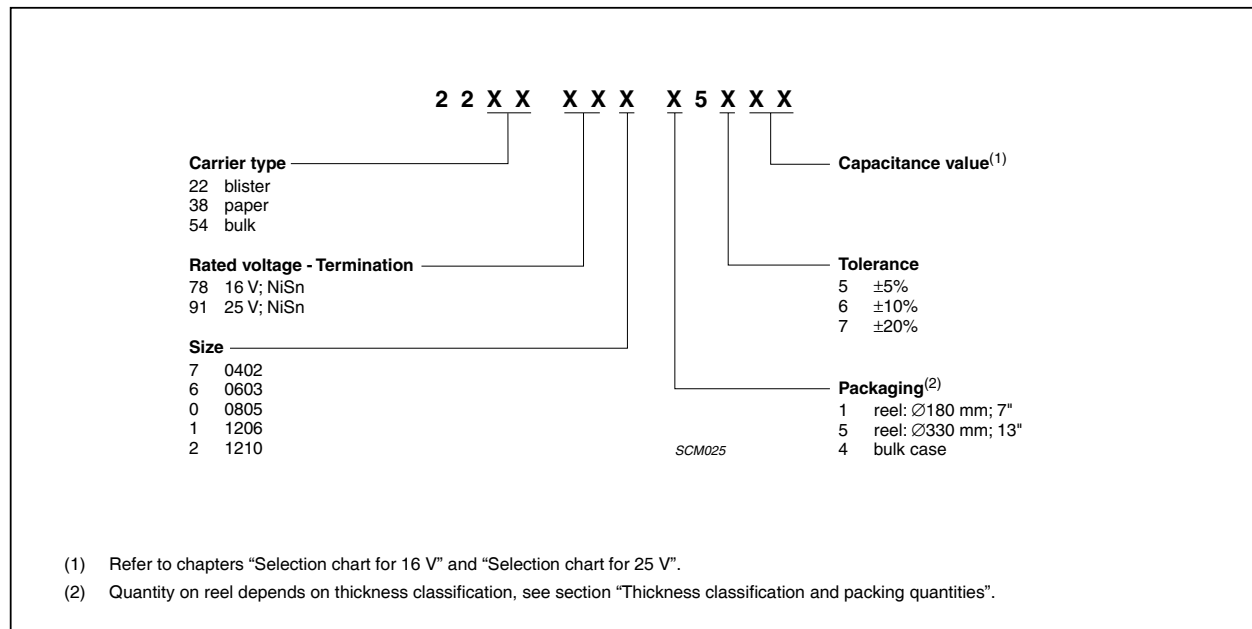 2 2 X X X X X X 5 X X X
Carrier type
22 blister
38 paper
54 bulk
Rated voltage - Termination
78 16 V; NiSn
91 25 V; NiSn
Size
7 0402
6 0603
0 0805
1 1206
2 1210
Capacitance value(1)
Tolerance
5 ±5%
6 ±10%
7 ±20%
Packaging(2)
1 reel: ∅180 mm; 7"
5 reel: ∅330 mm; 13"
4 bulk case
SCM025
(1) Refer to chapters “Selection chart for 16 V” and “Selection chart for 25 V”.
(2) Quantity on reel depends on thickness classification, see section “Thickness classification and packing quantities”.